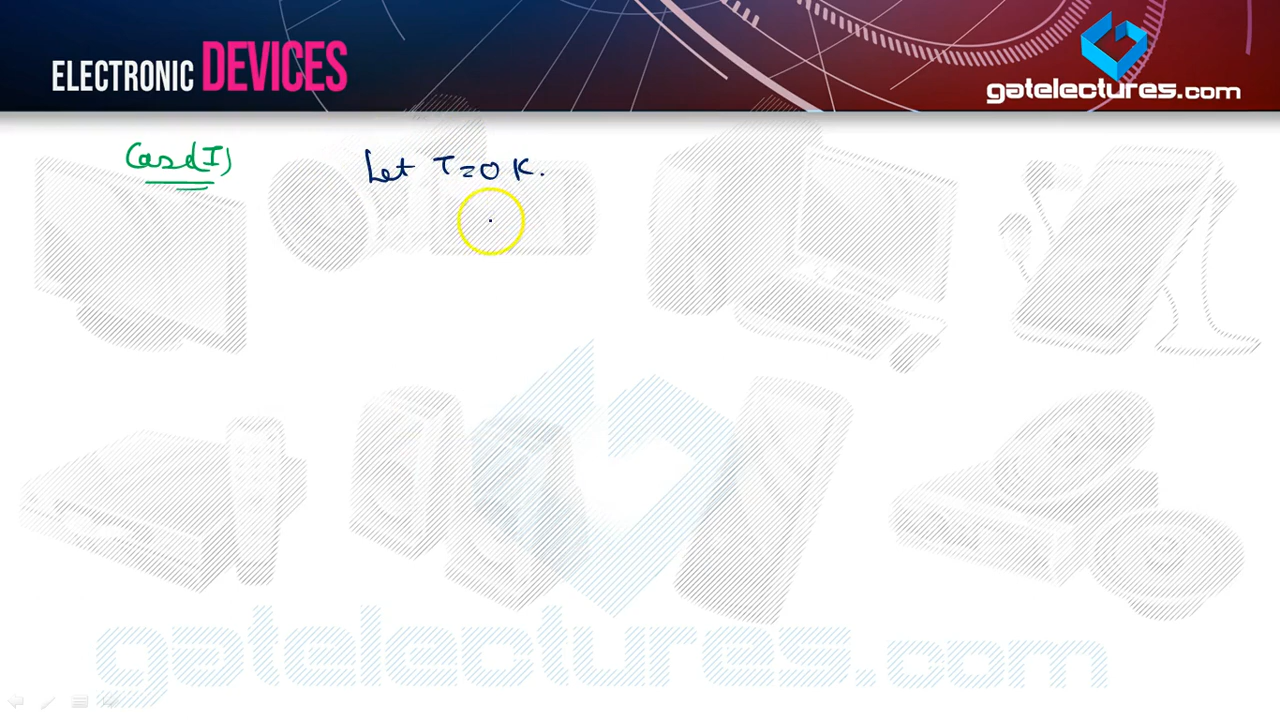 ELECTRONIC DEVICES
gatelectures.com
Case(I)
Let T=0 K.
gatelectures.com